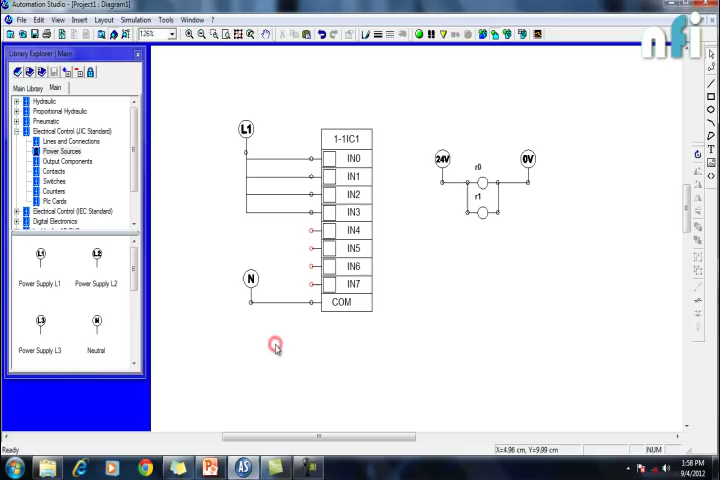 Automation Studio - [Project1 : Diagram1]
File Edit View Insert Layout Simulation Tools Window ?
126%
nfi
Library Explorer | Main
Main Library Main
Hydraulic
Proportional Hydraulic
Pneumatic
Electrical Control (JIC Standard)
Lines and Connections
Power Sources
Output Components
Contacts
Switches
Counters
Plc Cards
Electrical Control (IEC Standard)
Digital Electronics
L1
L2
Power Supply L1
Power Supply L2
L3
N
Power Supply L3
Neutral
L1
1-1IC1
IN0
IN1
IN2
IN3
IN4
IN5
IN6
IN7
COM
N
24V
0V
r0
r1
Ready
X=4.96 cm, Y=9.99 cm
NUM
1:58 PM
9/4/2012